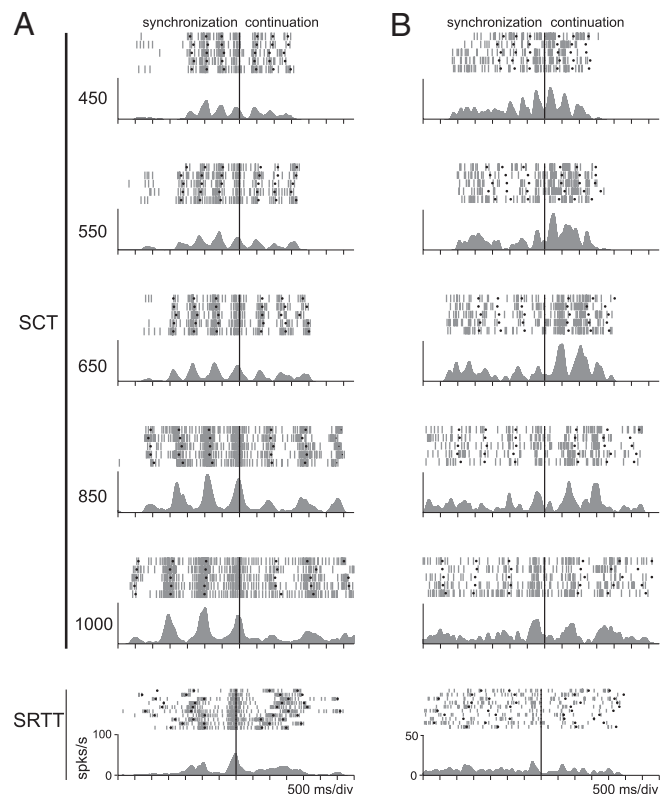 A
B
synchronization continuation
synchronization continuation
450
550
SCT
650
850
1000
SRTT
100
spks/s
0
500 ms/div
50
0
500 ms/div